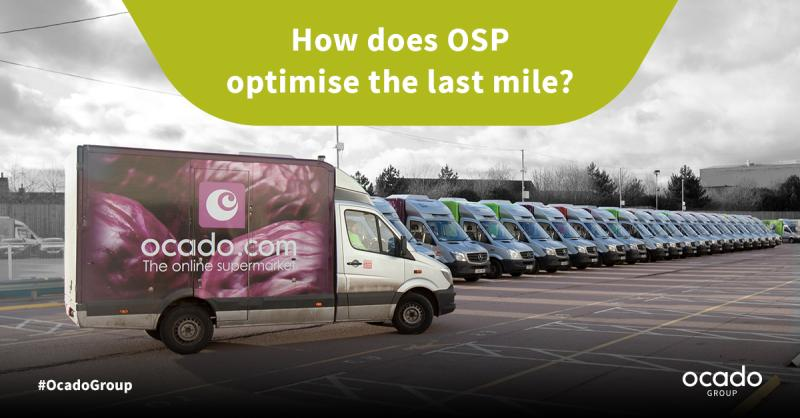 How does OSP
optimise the last mile?
ocado.com
The online supermarket
#OcadoGroup
ocado
GROUP